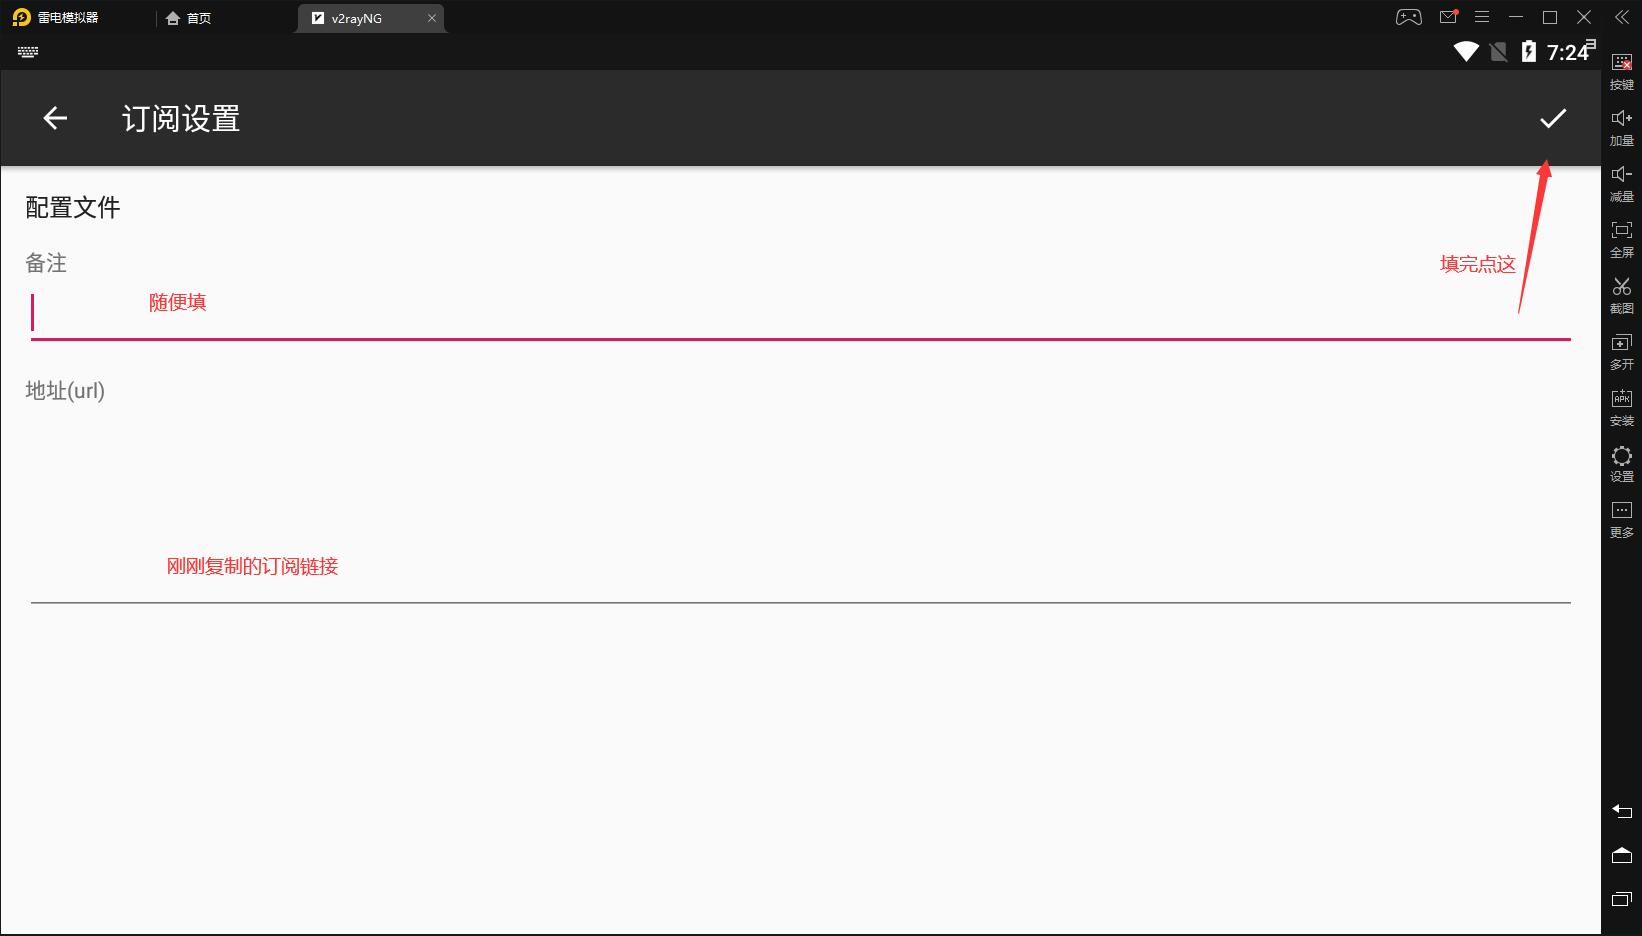 雷电模拟器
首页
v2rayNG
7:24
订阅设置
配置文件
备注
随便填
填完点这
地址(url)
刚刚复制的订阅链接
按键
加量
减量
全屏
截图
多开
APK
安装
设置
更多